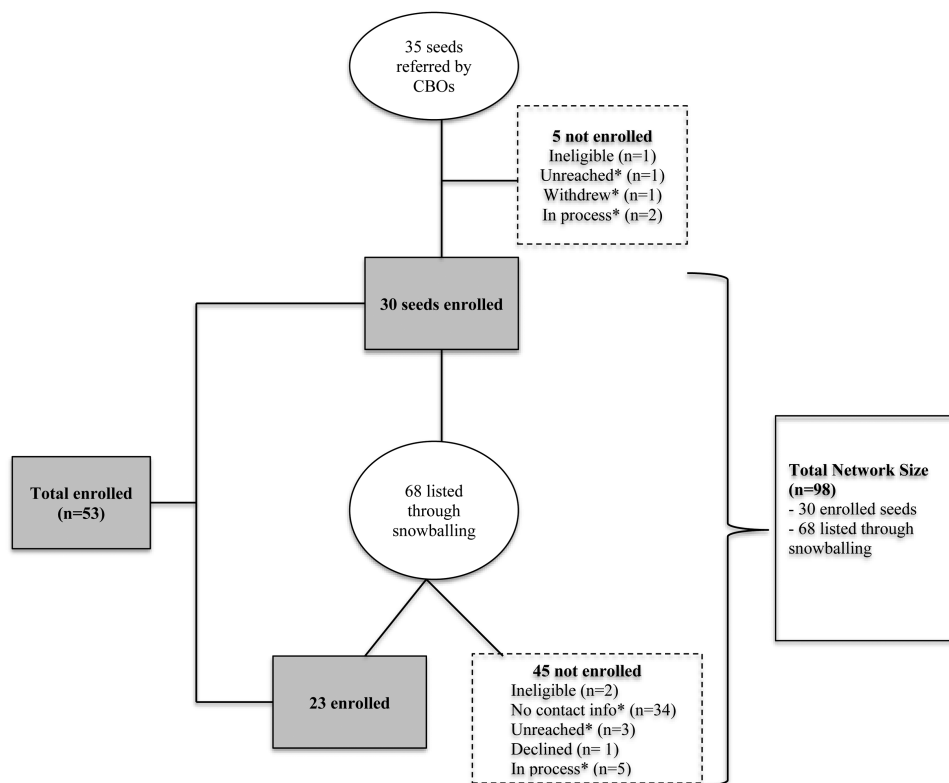 35 seeds
referred by
CBOs
5 not enrolled
Ineligible (n=1)
Unreached* (n=1)
Withdrew* (n=1)
In process* (n=2)
30 seeds enrolled
Total enrolled
(n=53)
68 listed
through
snowballing
Total Network Size
(n=98)
- 30 enrolled seeds
- 68 listed through
snowballing
23 enrolled
45 not enrolled
Ineligible (n=2)
No contact info* (n=34)
Unreached* (n=3)
Declined (n= 1)
In process* (n=5)